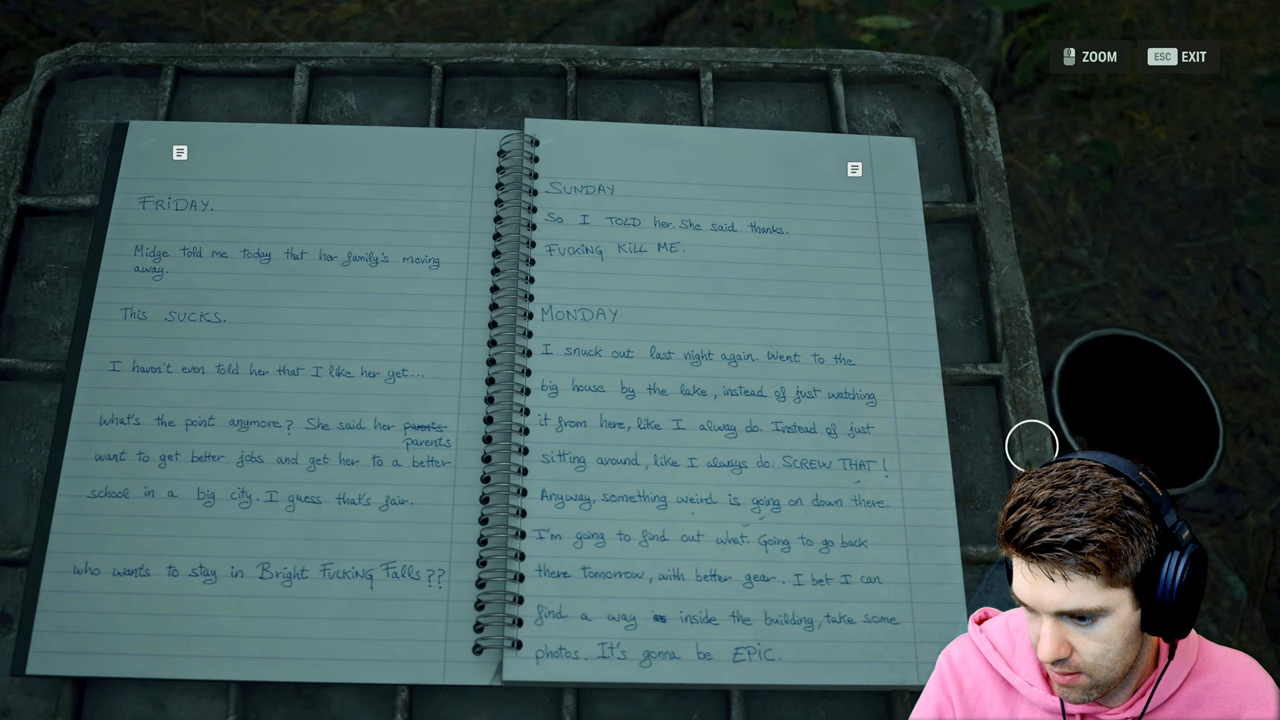 ZOOM
ESC EXIT
FRiDAY.
Midge told me today that her family's moving
away.
This SUCKS.
I haven't even told her that I like her yet...
what's the point anymore? She said her parents
parents
want to get better jobs and get her to a better
school in a big city. I guess that's fair.
who wants to stay in Bright FUCKING Falls??
SUNDAY
So I TOLD her. She said thanks.
FUCKING KILL ME.
MONDAY
I snuck out last night again. Went to the
big house by the lake, instead of just watching
it from here, like I alway do. Instead of just
sitting around, like I always do. SCREW THAT!
Anyway, something weird is going on down there.
I'm going to find out what. Going to go back
there tomorrow, with better gear. I bet I can
find a way inside the building, take some
photos. It's gonna be EPiC.